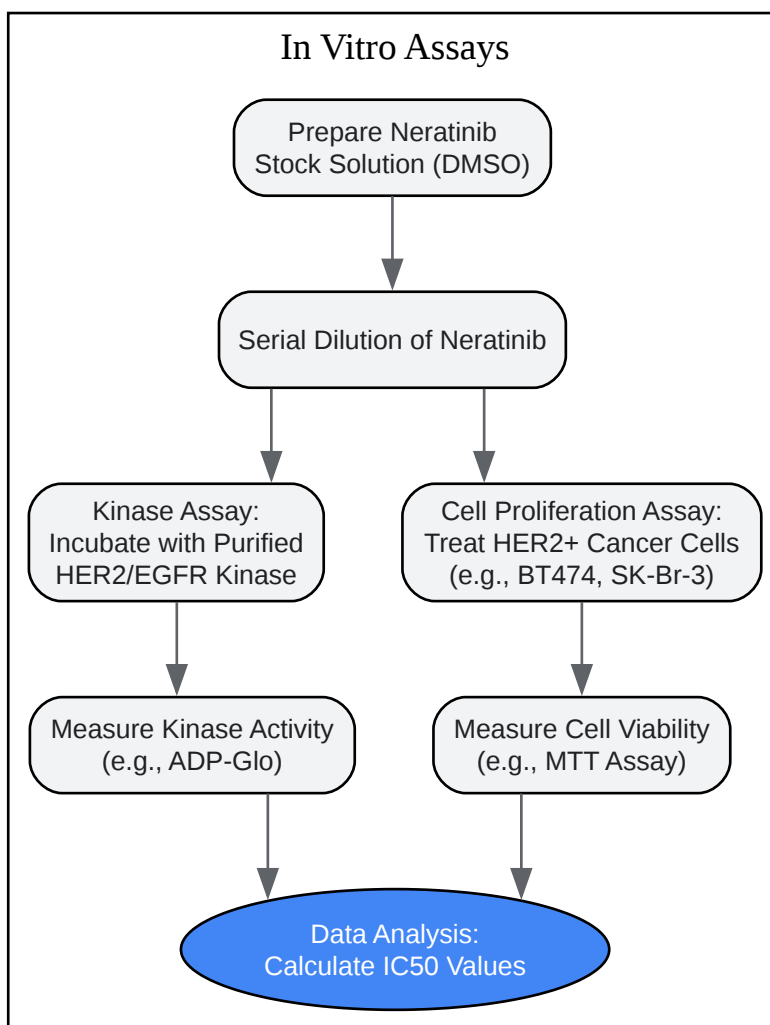 In Vitro Assays
Prepare Neratinib
Stock Solution (DMSO)
Serial Dilution of Neratinib
Kinase Assay:
Incubate with Purified
HER2/EGFR Kinase
Cell Proliferation Assay:
Treat HER2+ Cancer Cells
(e.g., BT474, SK-Br-3)
Measure Kinase Activity
(e.g., ADP-Glo)
Measure Cell Viability
(e.g., MTT Assay)
Data Analysis:
Calculate IC50 Values